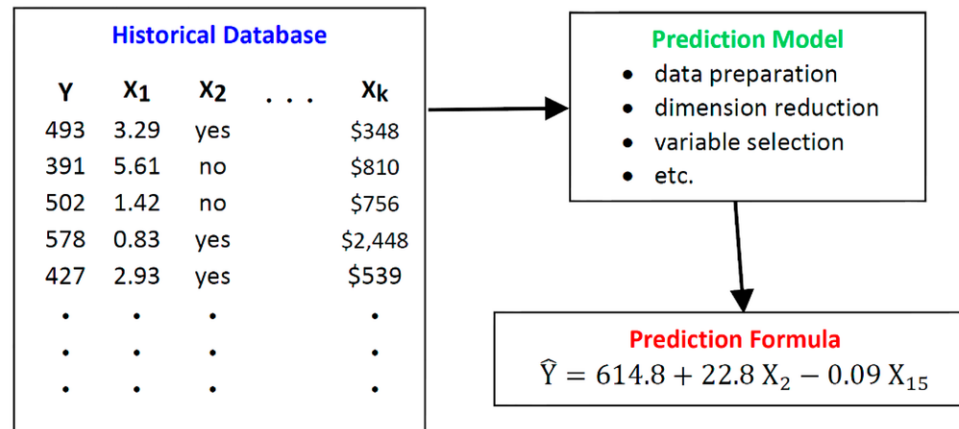 Historical Database
Y X1 X2 . . . Xk
493 3.29 yes $348
391 5.61 no $810
502 1.42 no $756
578 0.83 yes $2,448
427 2.93 yes $539
• • • •
• • • •
• • • •
Prediction Model
• data preparation
• dimension reduction
• variable selection
• etc.
Prediction Formula
Ŷ = 614.8 + 22.8 X₂ − 0.09 X₁₅